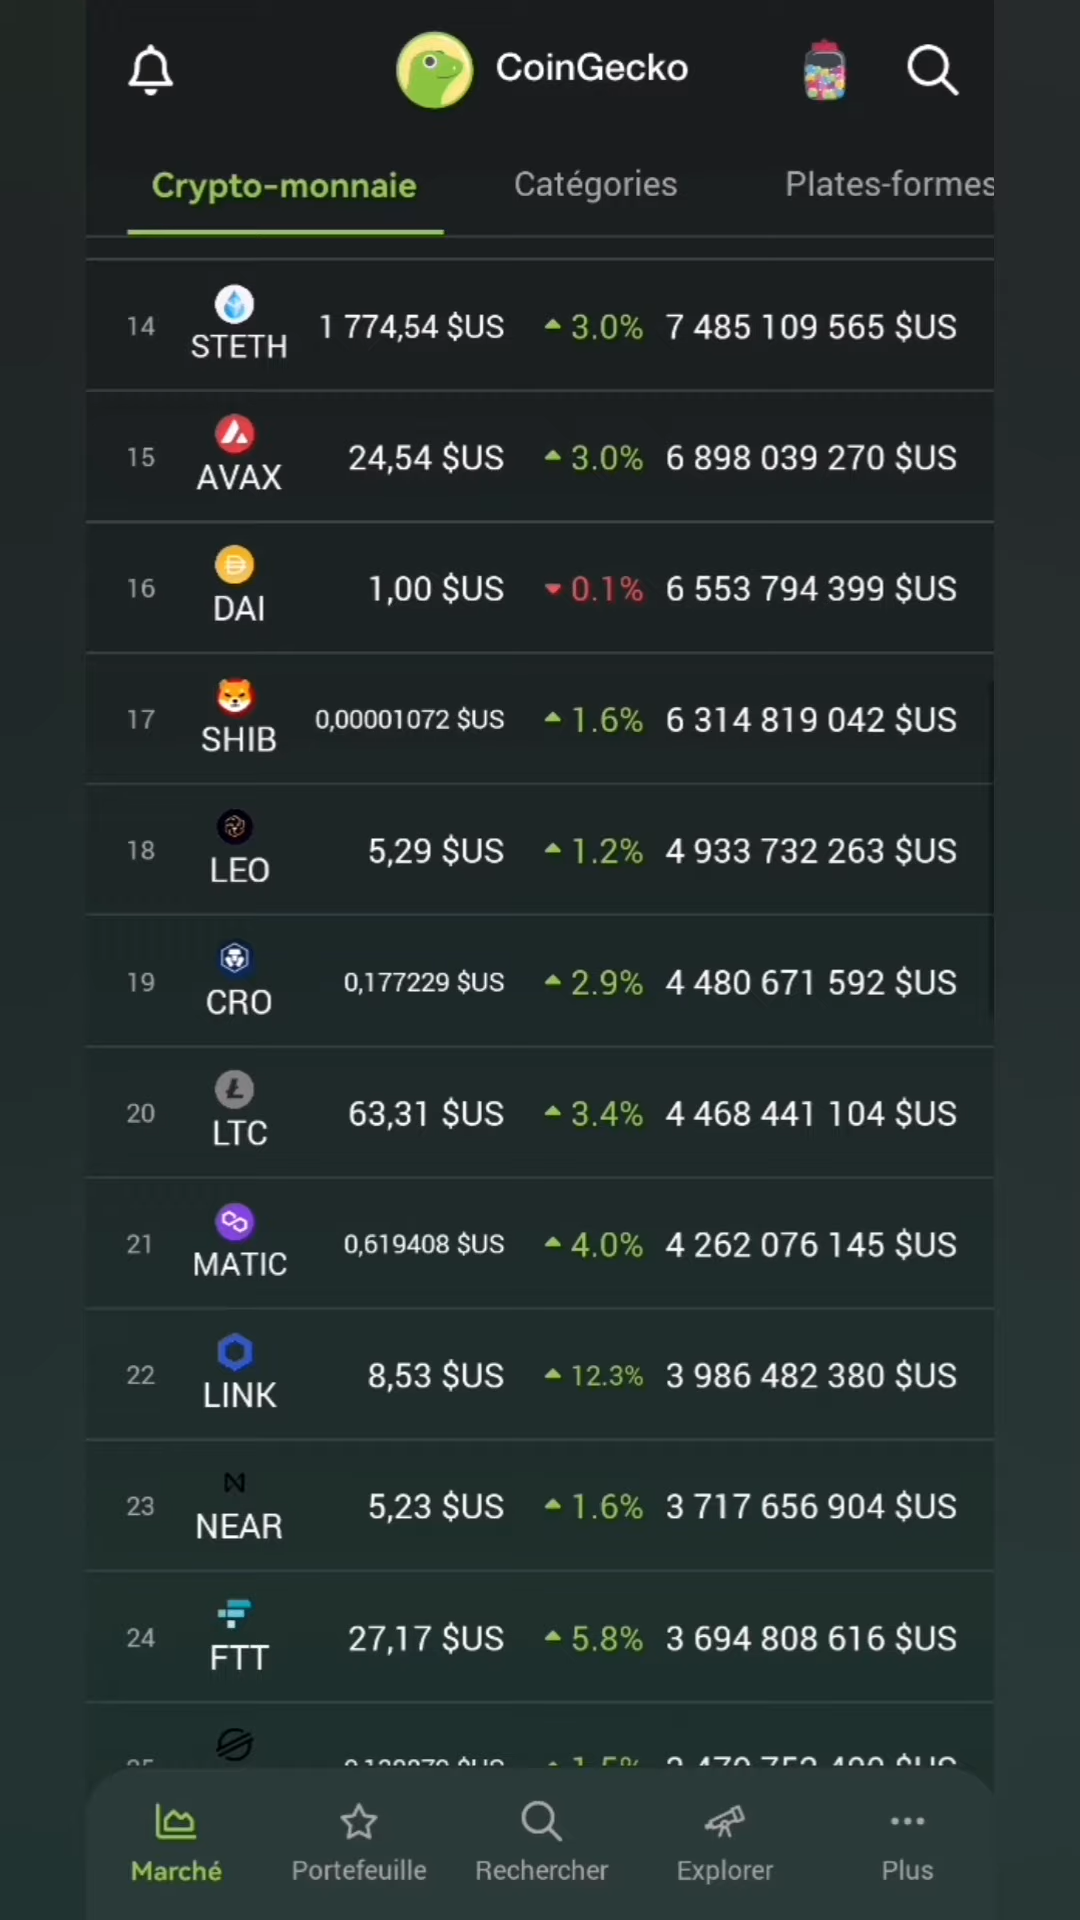 CoinGecko
Crypto-monnaie Catégories Plates-formes
14 STETH 1 774,54 $US 3.0% 7 485 109 565 $US
15 AVAX 24,54 $US 3.0% 6 898 039 270 $US
16 DAI 1,00 $US 0.1% 6 553 794 399 $US
17 SHIB 0,00001072 $US 1.6% 6 314 819 042 $US
18 LEO 5,29 $US 1.2% 4 933 732 263 $US
19 CRO 0,177229 $US 2.9% 4 480 671 592 $US
20 LTC 63,31 $US 3.4% 4 468 441 104 $US
21 MATIC 0,619408 $US 4.0% 4 262 076 145 $US
22 LINK 8,53 $US 12.3% 3 986 482 380 $US
23 NEAR 5,23 $US 1.6% 3 717 656 904 $US
24 FTT 27,17 $US 5.8% 3 694 808 616 $US
Marché Portefeuille Rechercher Explorer Plus